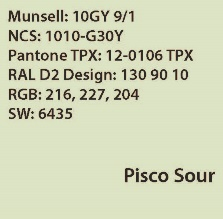 Munsell: 10GY 9/1
NCS: 1010-G30Y
Pantone TPX: 12-0106 TPX
RAL D2 Design: 130 90 10
RGB: 216, 227, 204
SW: 6435
Pisco Sour